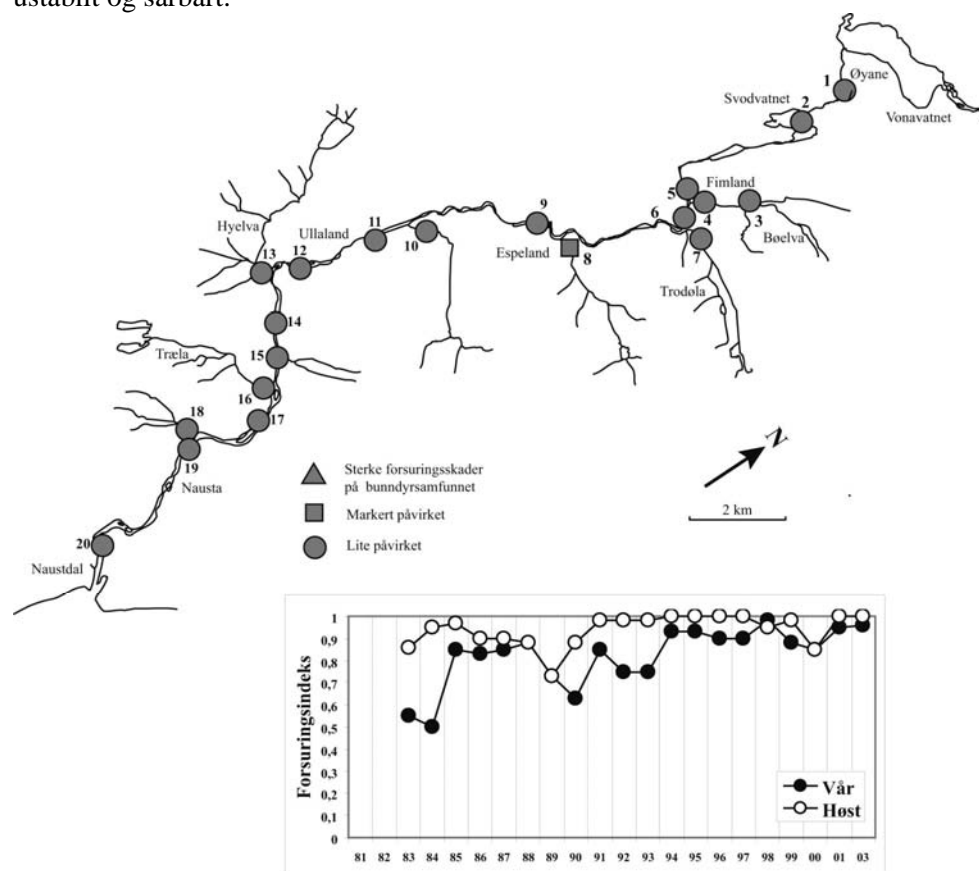 ustabilt og sårbart.
1
Øyane
Svodvatnet
2
Vonavatnet
5
Fimland
Hyelva
Ullaland
11
9
6
4
3
10
Bøelva
13
12
Espeland
8
7
Trodøla
14
Træla
15
16
18
17
N
19
Nausta
Sterke forsuringsskader
på bunndyrsamfunnet
Markert påvirket
2 km
20
Lite påvirket
Naustdal
Forsuringsindeks
1
0,9
0,8
0,7
0,6
0,5
0,4
0,3
0,2
0,1
0
Vår
Høst
81 82 83 84 85 86 87 88 89 90 91 92 93 94 95 96 97 98 99 00 01 03